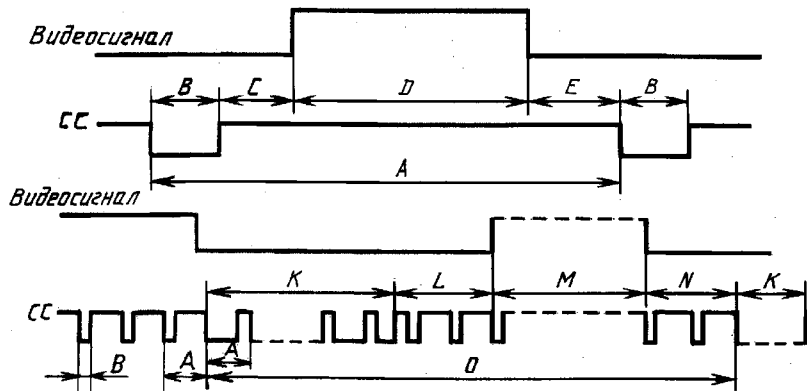 Видеосигнал
B C D E B
СС
A
Видеосигнал
K L M N K
СС
B A A O